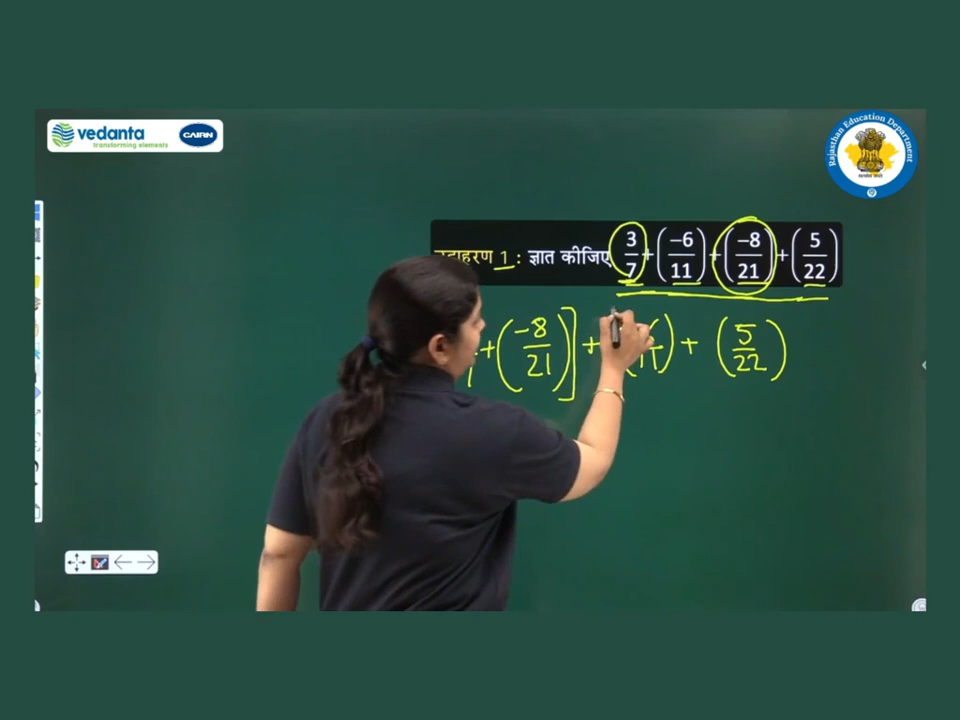 vedanta
transforming elements
CAIRN
Rajasthan Education Department
उदाहरण 1 : ज्ञात कीजिए 3/7 + (-6/11) + (-8/21) + (5/22)
+ (-8/21)] + + (5/22)